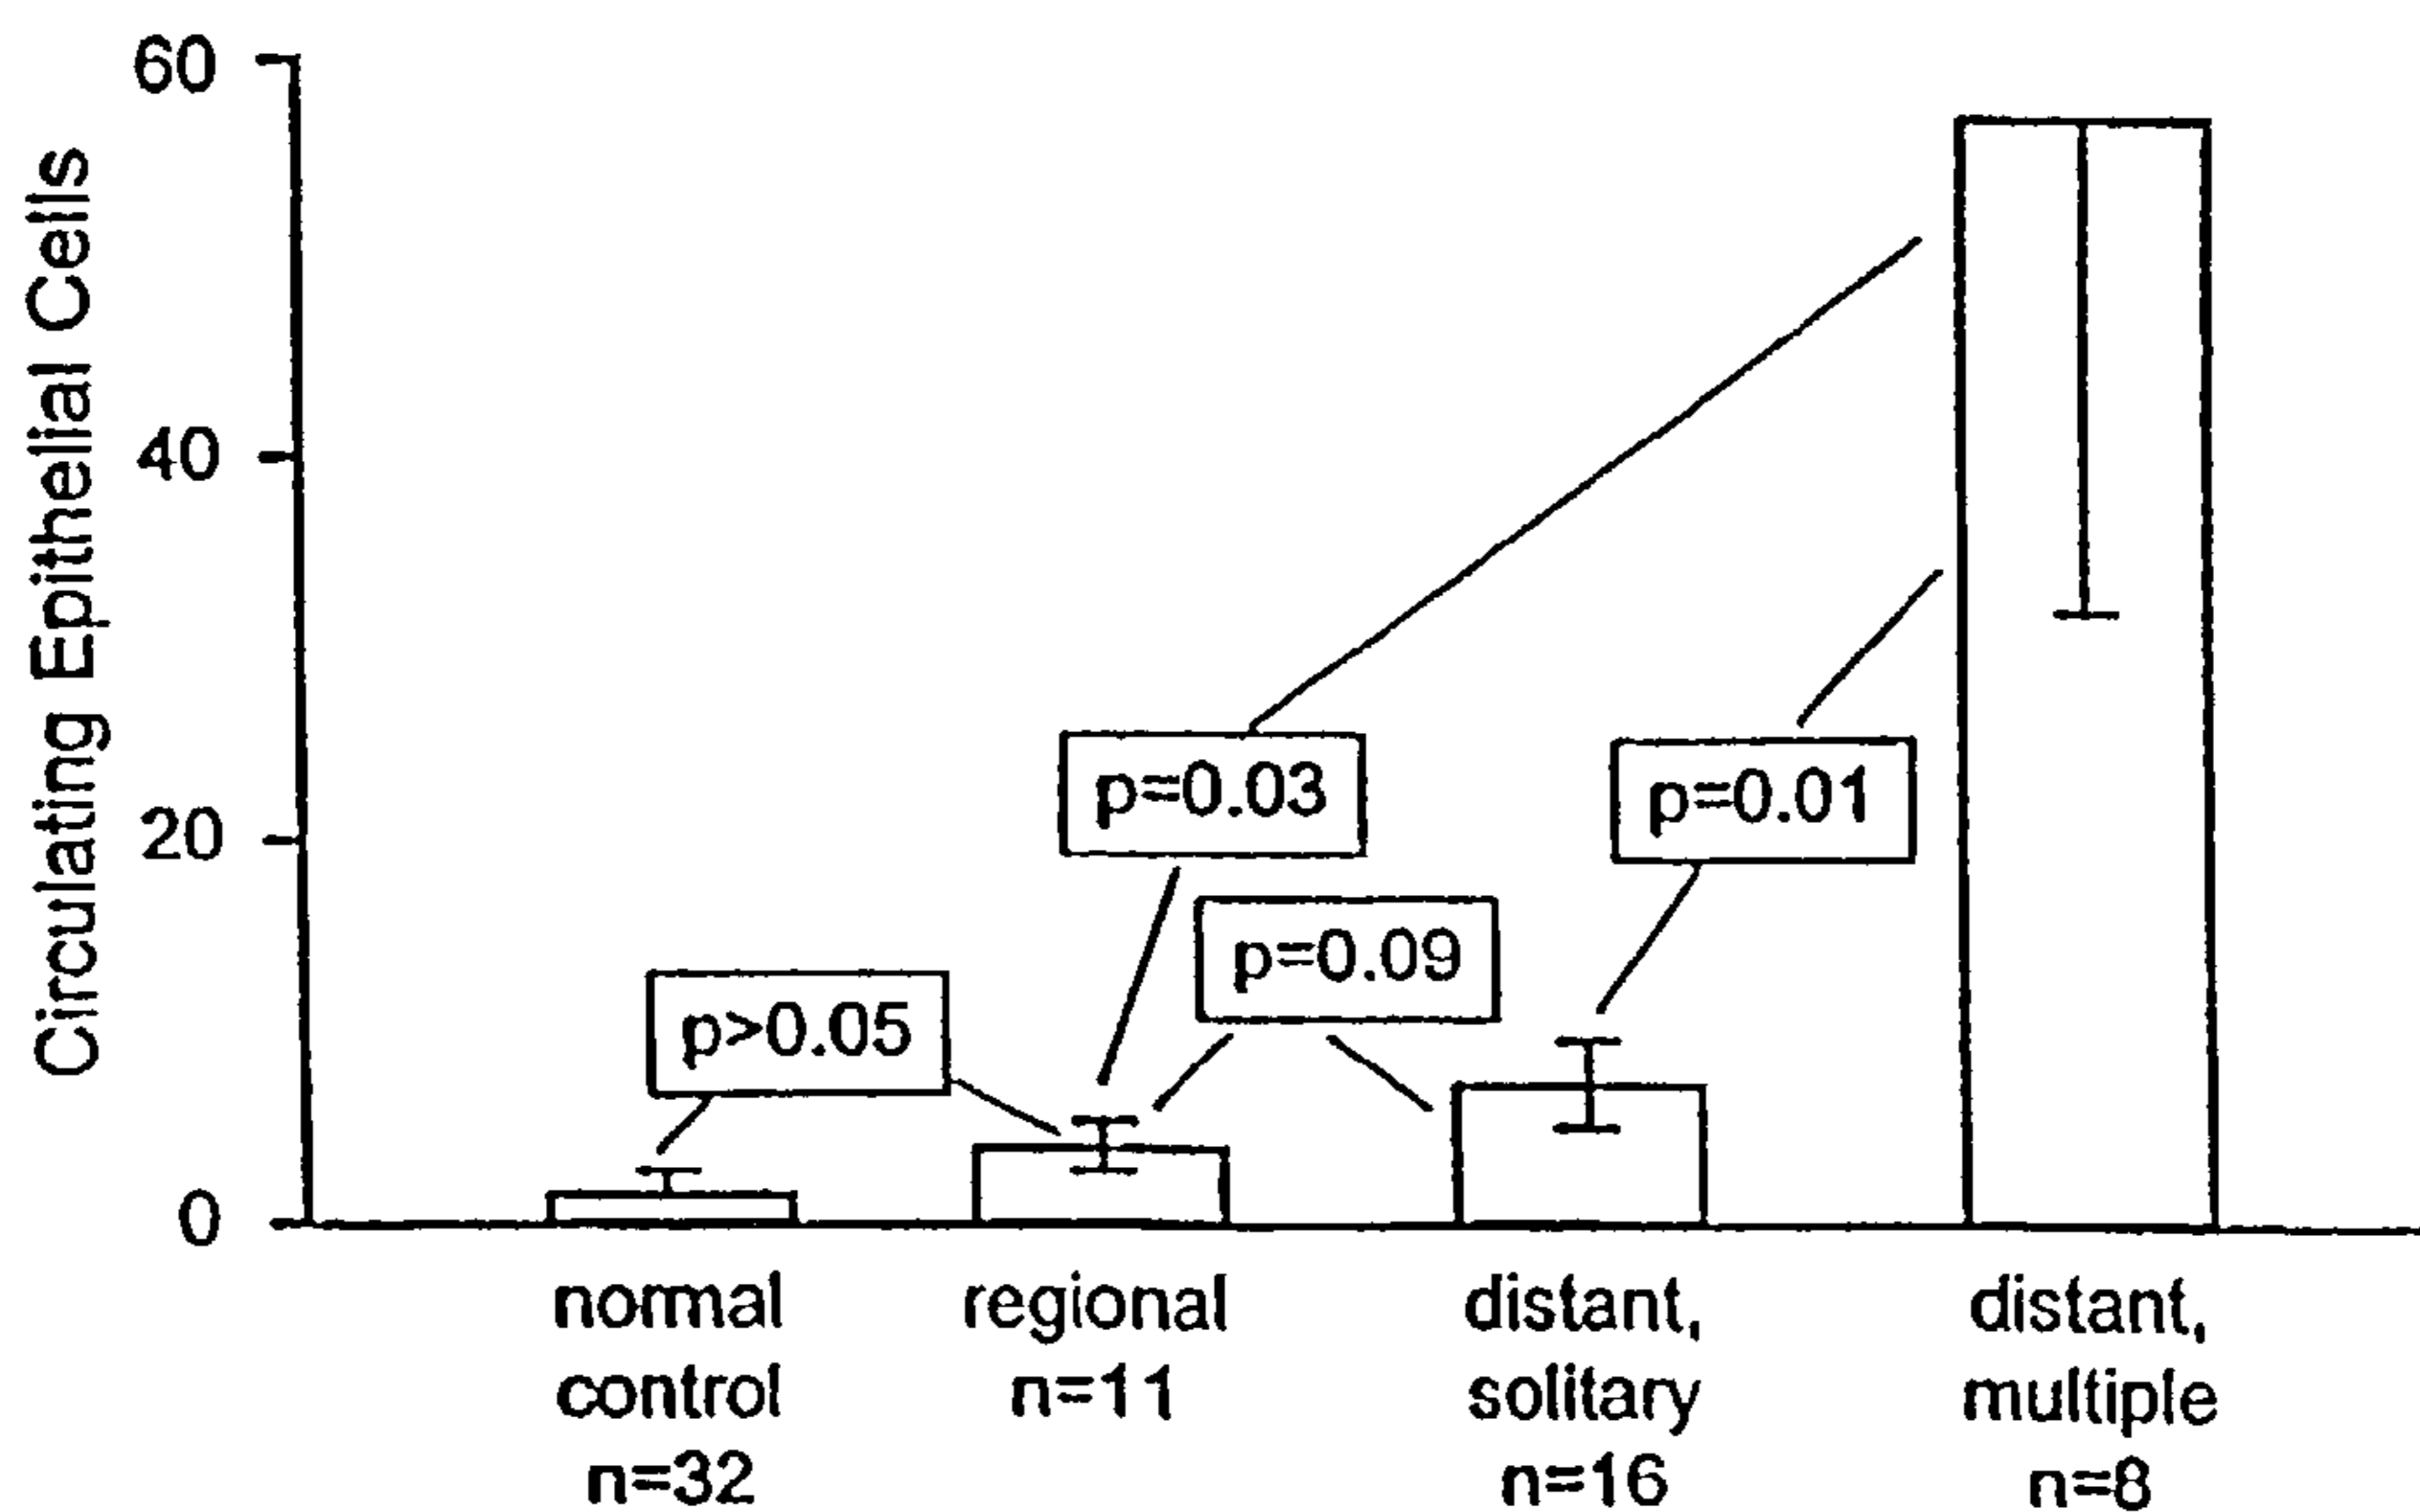 Circulating Epithelial Cells
60
40
20
0
p>0.05
p=0.03
p=0.09
p=0.01
normal
control
n=32
regional
n=11
distant,
solitary
n=16
distant,
multiple
n=8